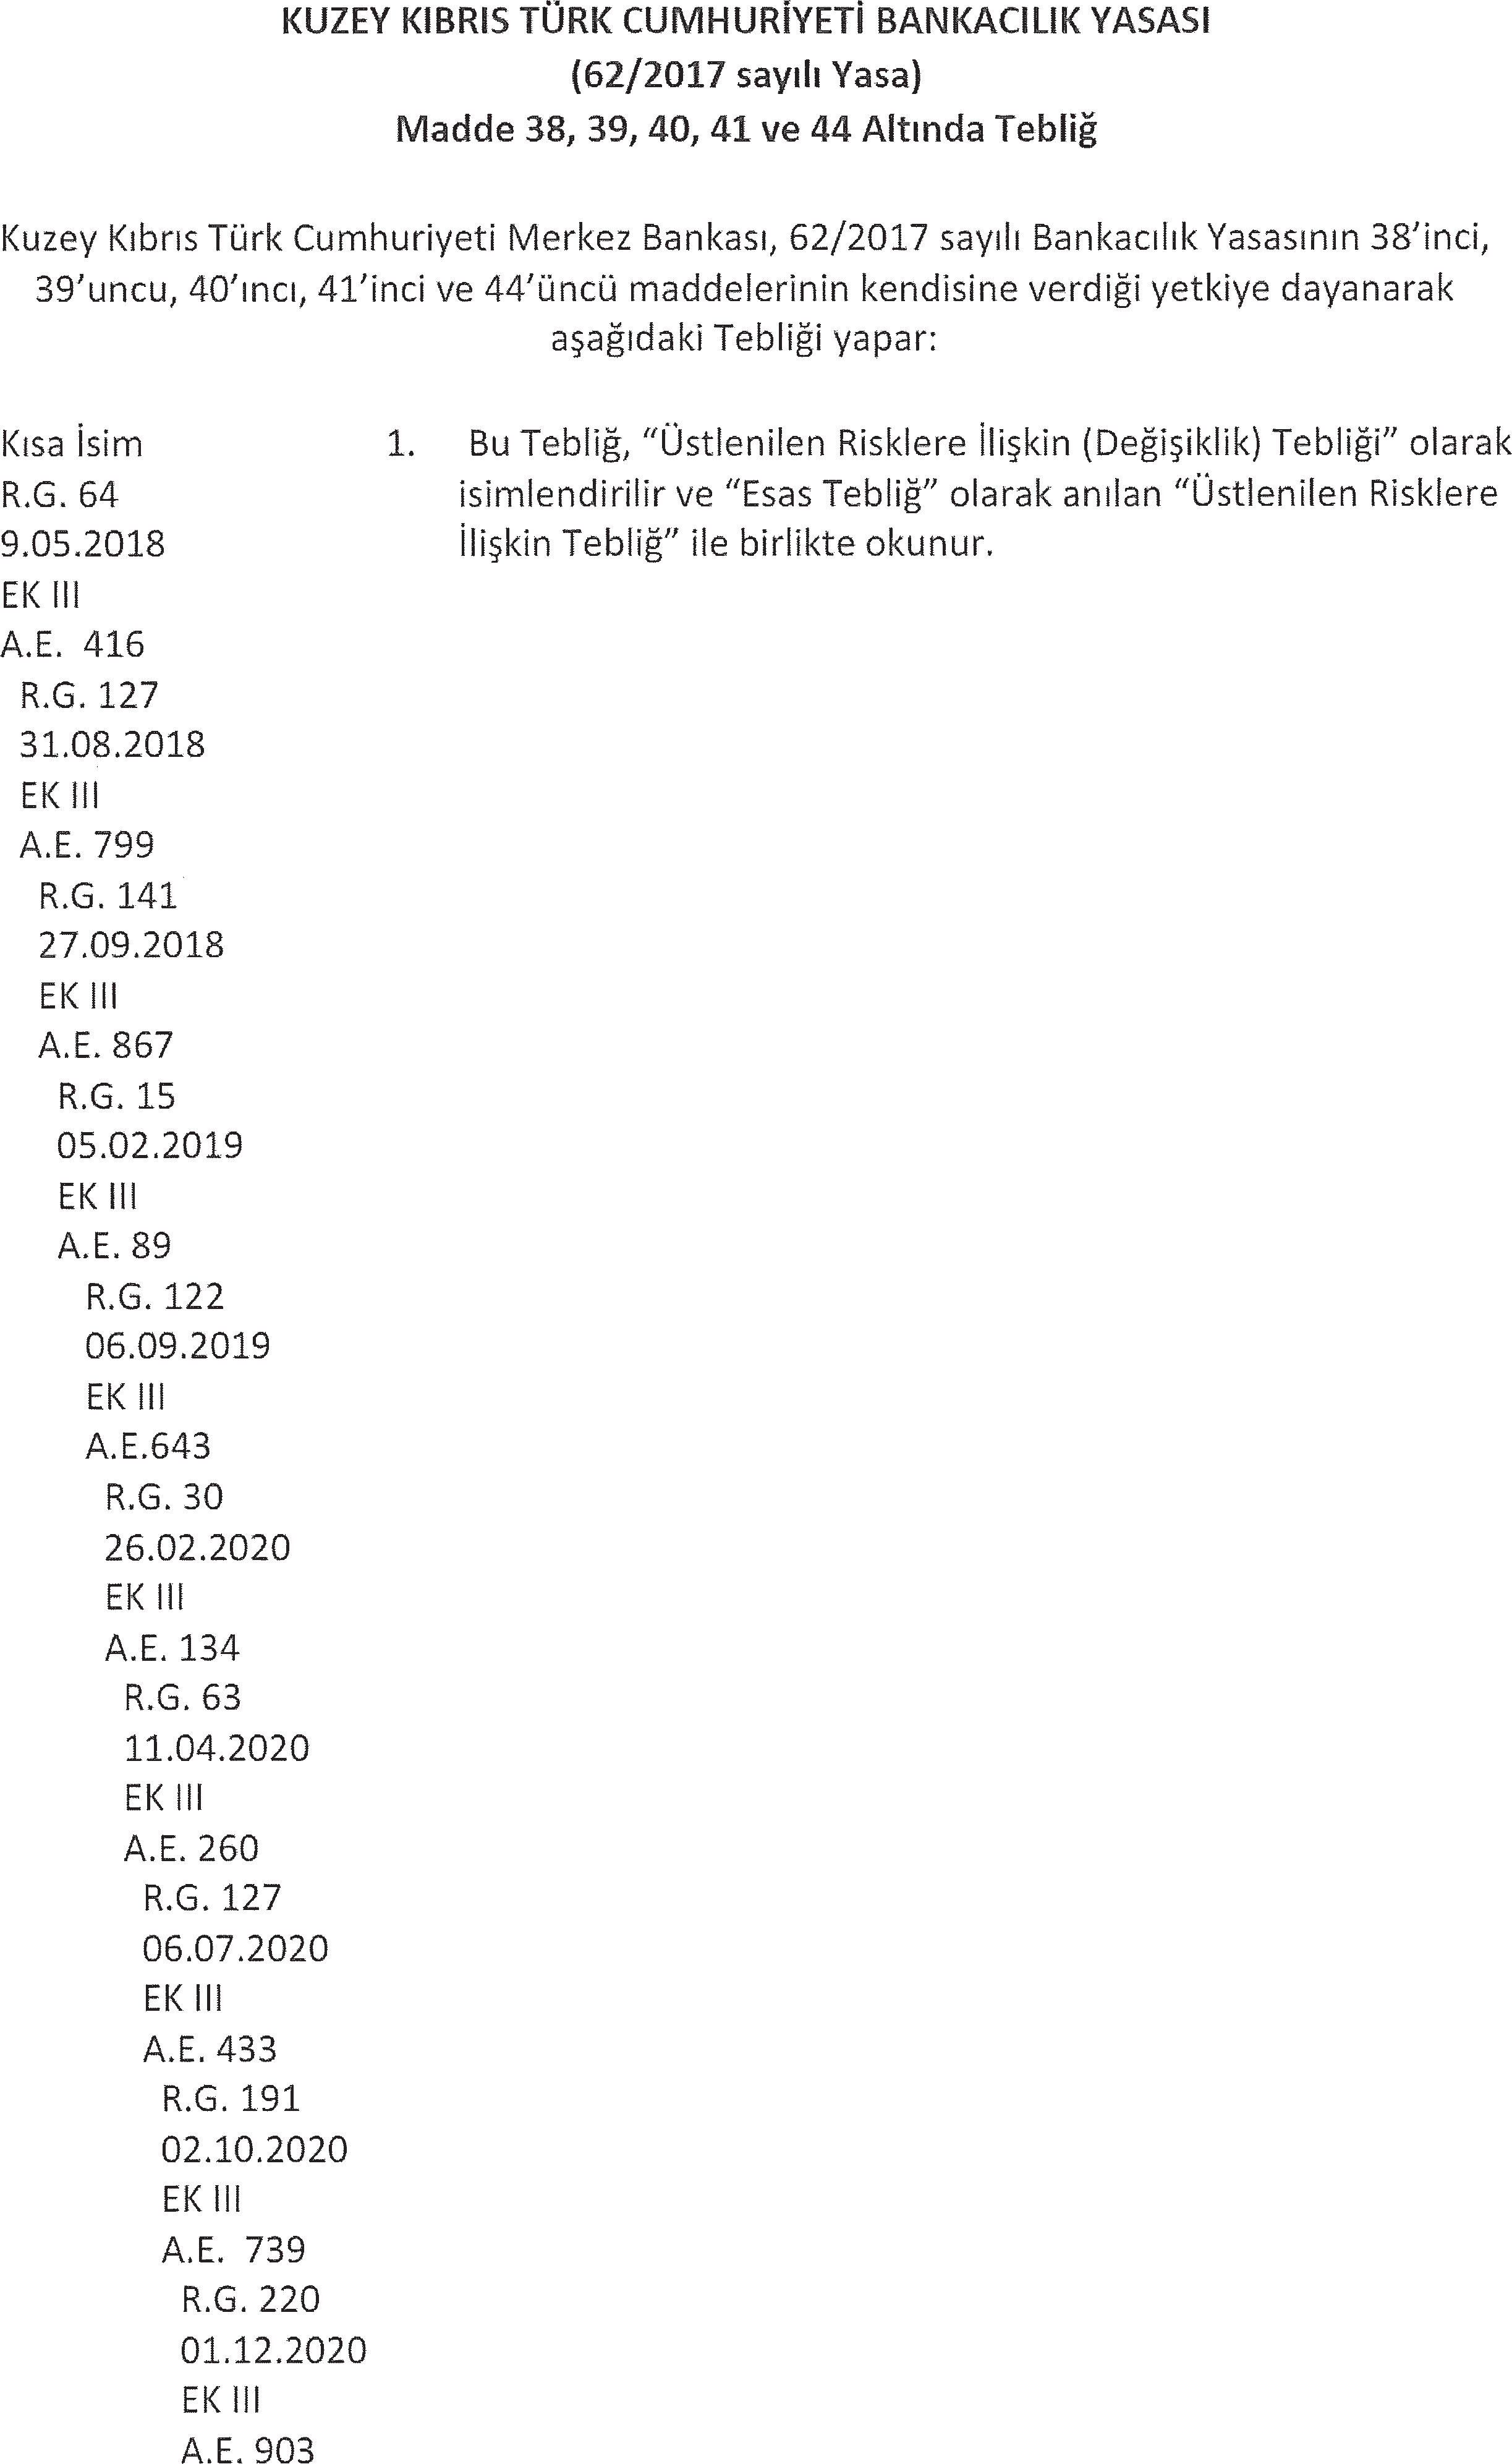 KUZEY KIBRIS TÜRK CUMHURİYETİ BANKACILIK YASASI
(62/2017 sayılı Yasa)
Madde 38, 39, 40, 41 ve 44 Altında Tebliğ
Kuzey Kıbrıs Türk Cumhuriyeti Merkez Bankası, 62/2017 sayılı Bankacılık Yasasının 38’inci,
39’uncu, 40’ıncı, 41’inci ve 44’üncü maddelerinin kendisine verdiği yetkiye dayanarak
aşağıdaki Tebliği yapar:
Kısa İsim 1. Bu Tebliğ, “Üstlenilen Risklere İlişkin (Değişiklik) Tebliği” olarak
R.G. 64 isimlendirilir ve “Esas Tebliğ” olarak anılan “Üstlenilen Risklere
9.05.2018 İlişkin Tebliğ” ile birlikte okunur.
EK III
A.E. 416
R.G. 127
31.08.2018
EK III
A.E. 799
R.G. 141
27.09.2018
EK III
A.E. 867
R.G. 15
05.02.2019
EK III
A.E. 89
R.G. 122
06.09.2019
EK III
A.E.643
R.G. 30
26.02.2020
EK III
A.E. 134
R.G. 63
11.04.2020
EK III
A.E. 260
R.G. 127
06.07.2020
EK III
A.E. 433
R.G. 191
02.10.2020
EK III
A.E. 739
R.G. 220
01.12.2020
EK III
A.E. 903